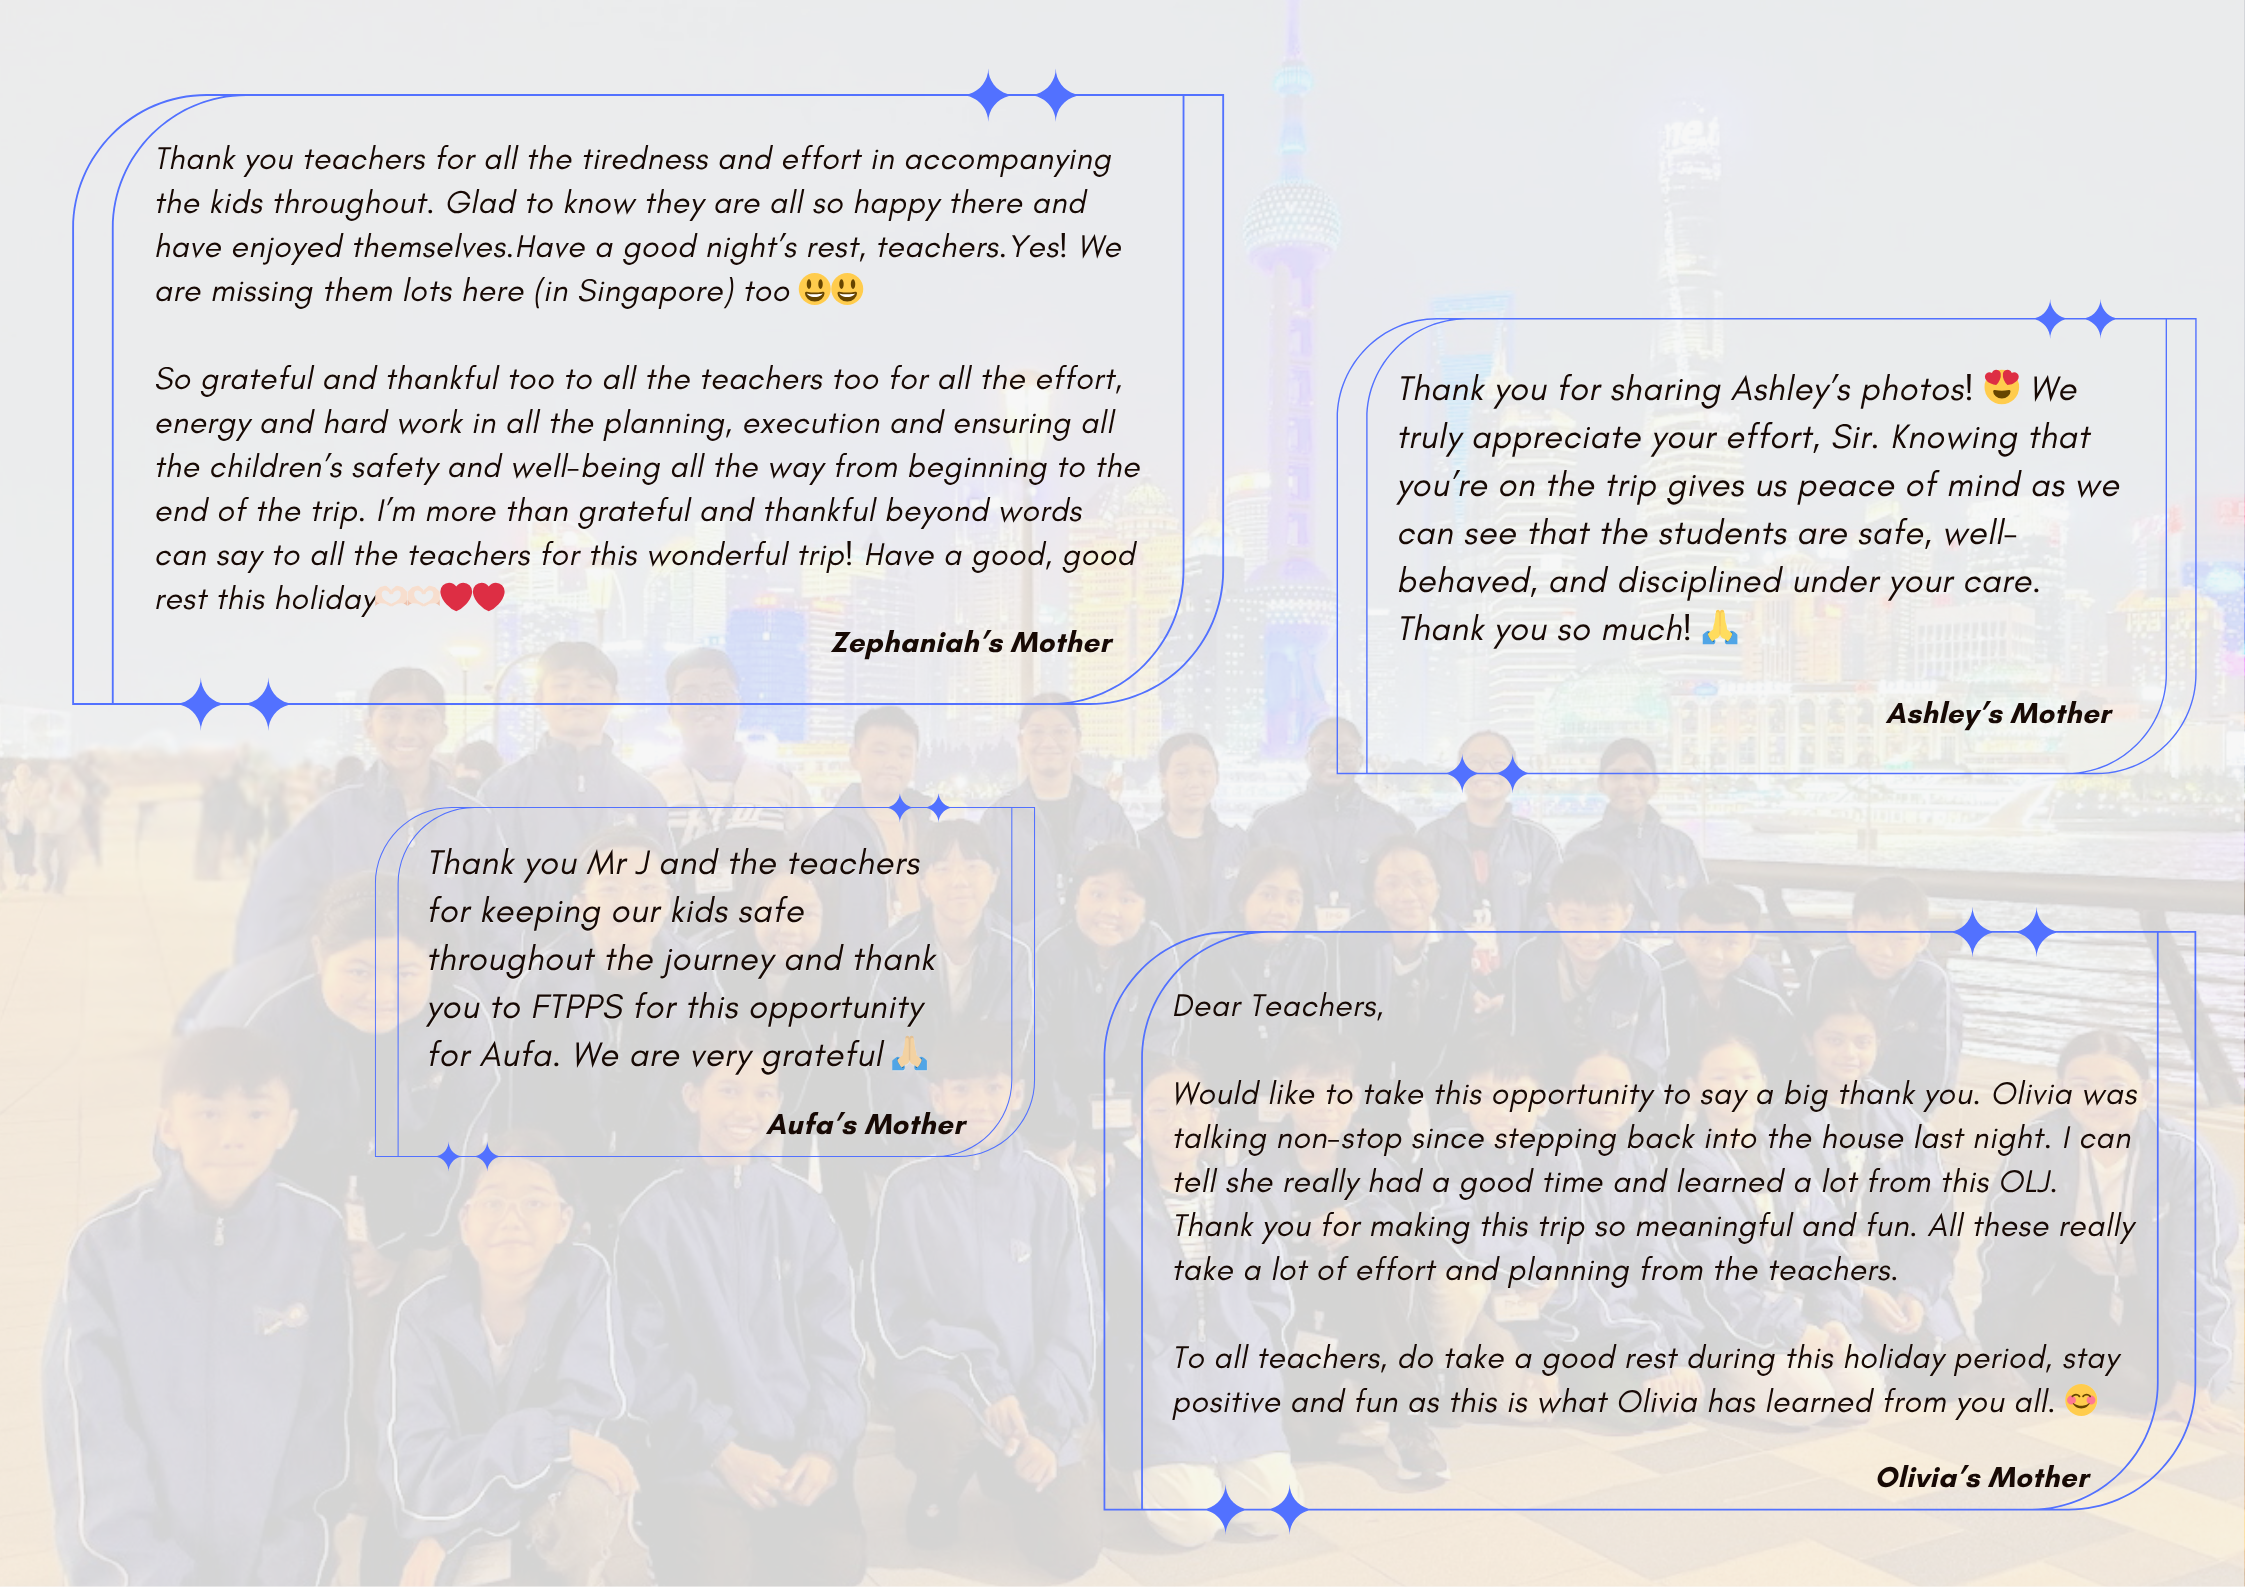 Thank you teachers for all the tiredness and effort in accompanying
the kids throughout. Glad to know they are all so happy there and
have enjoyed themselves.Have a good night's rest, teachers.Yes! We
are missing them lots here (in Singapore) too 😃😃
So grateful and thankful too to all the teachers too for all the effort,
energy and hard work in all the planning, execution and ensuring all
the children's safety and well-being all the way from beginning to the
end of the trip. I'm more than grateful and thankful beyond words
can say to all the teachers for this wonderful trip! Have a good, good
rest this holiday🫶🏻🫶🏻❤️❤️
Zephaniah's Mother
Thank you for sharing Ashley's photos! 😍 We
truly appreciate your effort, Sir. Knowing that
you're on the trip gives us peace of mind as we
can see that the students are safe, well-
behaved, and disciplined under your care.
Thank you so much! 🙏
Ashley's Mother
Thank you Mr J and the teachers
for keeping our kids safe
throughout the journey and thank
you to FTPPS for this opportunity
for Aufa. We are very grateful 🙏🏼
Aufa's Mother
Dear Teachers,
Would like to take this opportunity to say a big thank you. Olivia was
talking non-stop since stepping back into the house last night. I can
tell she really had a good time and learned a lot from this OLJ.
Thank you for making this trip so meaningful and fun. All these really
take a lot of effort and planning from the teachers.
To all teachers, do take a good rest during this holiday period, stay
positive and fun as this is what Olivia has learned from you all. 😊
Olivia's Mother